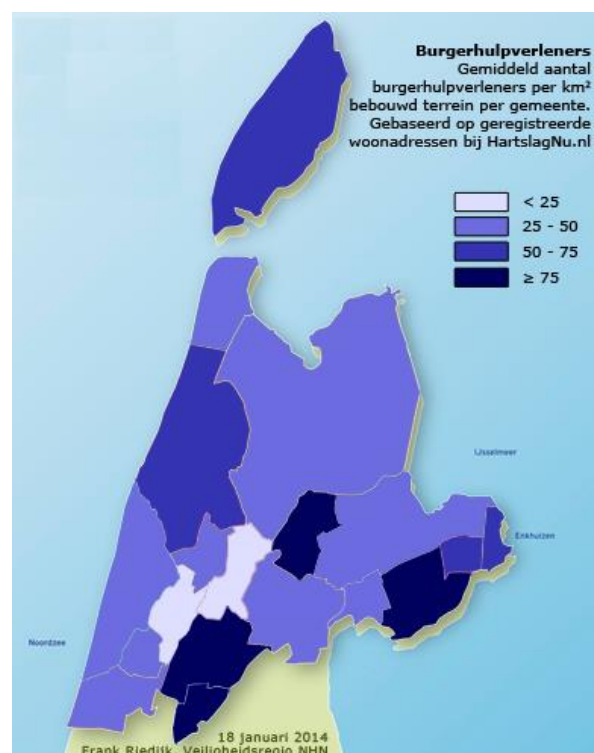 Burgerhulpverleners
Gemiddeld aantal
burgerhulpverleners per km²
bebouwd terrein per gemeente.
Gebaseerd op geregistreerde
woonadressen bij HartslagNu.nl
< 25
25 - 50
50 - 75
≥ 75
IJsselmeer
Enkhuizen
Noordzee
18 januari 2014
Frank Riedijk, Veiligheidsregio NHN